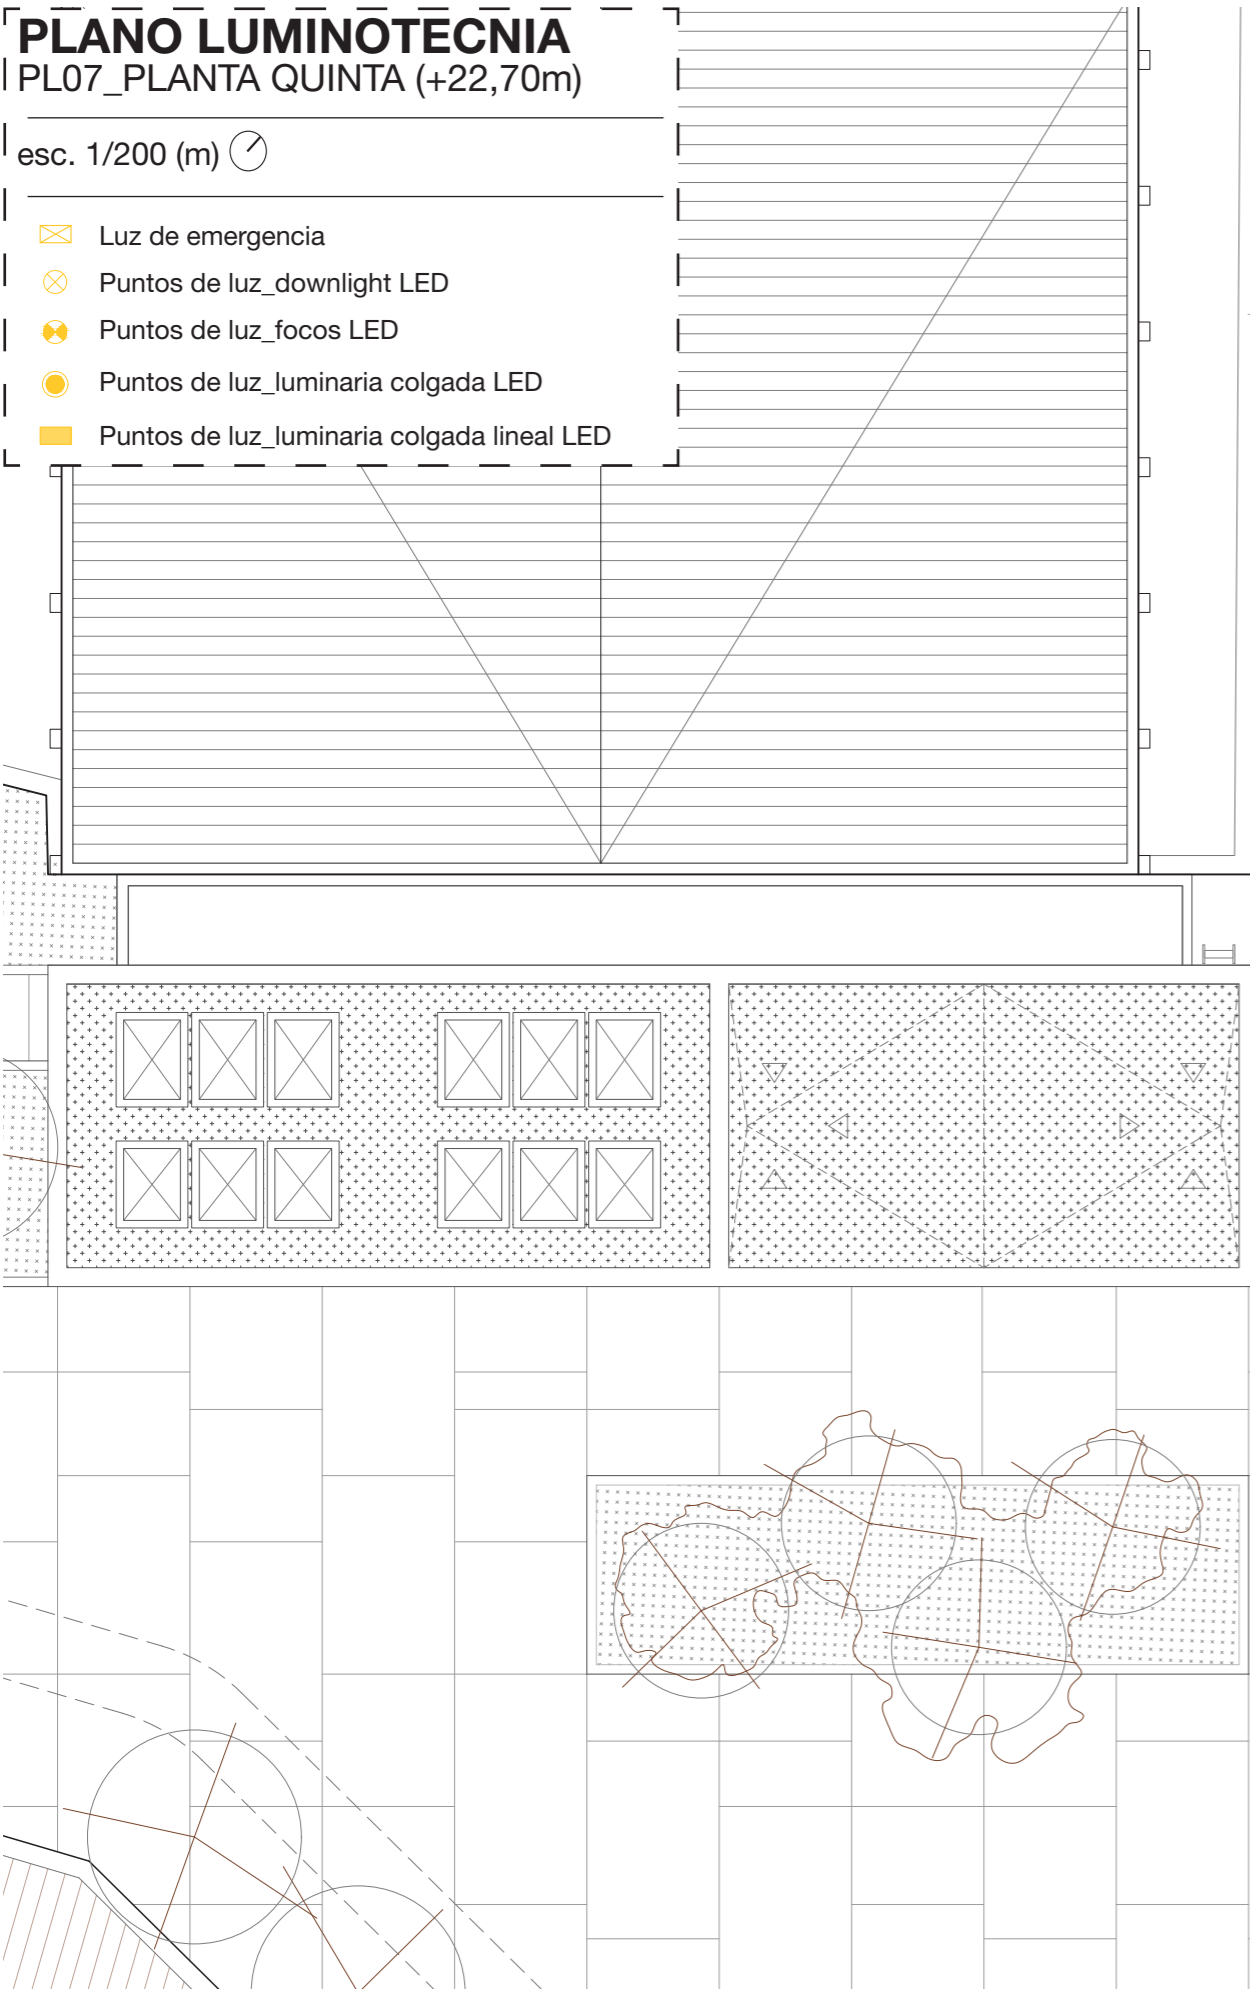 PLANO LUMINOTECNIA
PL07_PLANTA QUINTA (+22,70m)
esc. 1/200 (m)
Luz de emergencia
Puntos de luz_downlight LED
Puntos de luz_focos LED
Puntos de luz_luminaria colgada LED
Puntos de luz_luminaria colgada lineal LED